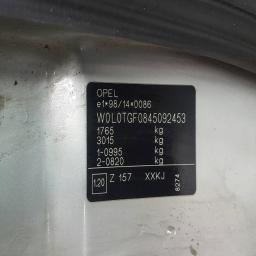 OPEL
e1*98/14*0086
W0L0TGF0845092453
1765 kg
3015 kg
1-0995 kg
2-0820 kg
1.20 Z 157 XXKJ
8274